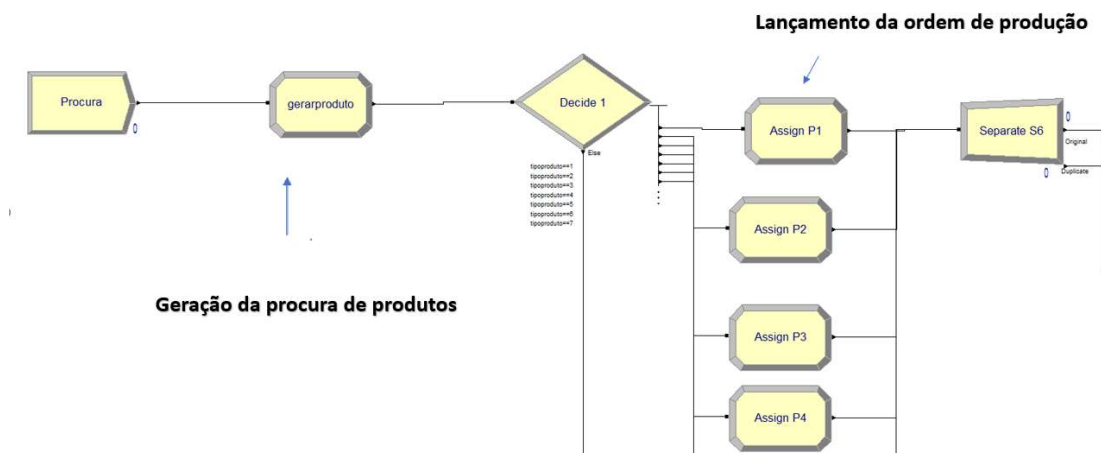 Lançamento da ordem de produção
Procura
0
gerarproduto
Decide 1
Else
tipoproduto==1
tipoproduto==2
tipoproduto==3
tipoproduto==4
tipoproduto==5
tipoproduto==6
tipoproduto==7
Assign P1
Assign P2
Assign P3
Assign P4
Separate S6
0
Original
0
Duplicate
Geração da procura de produtos